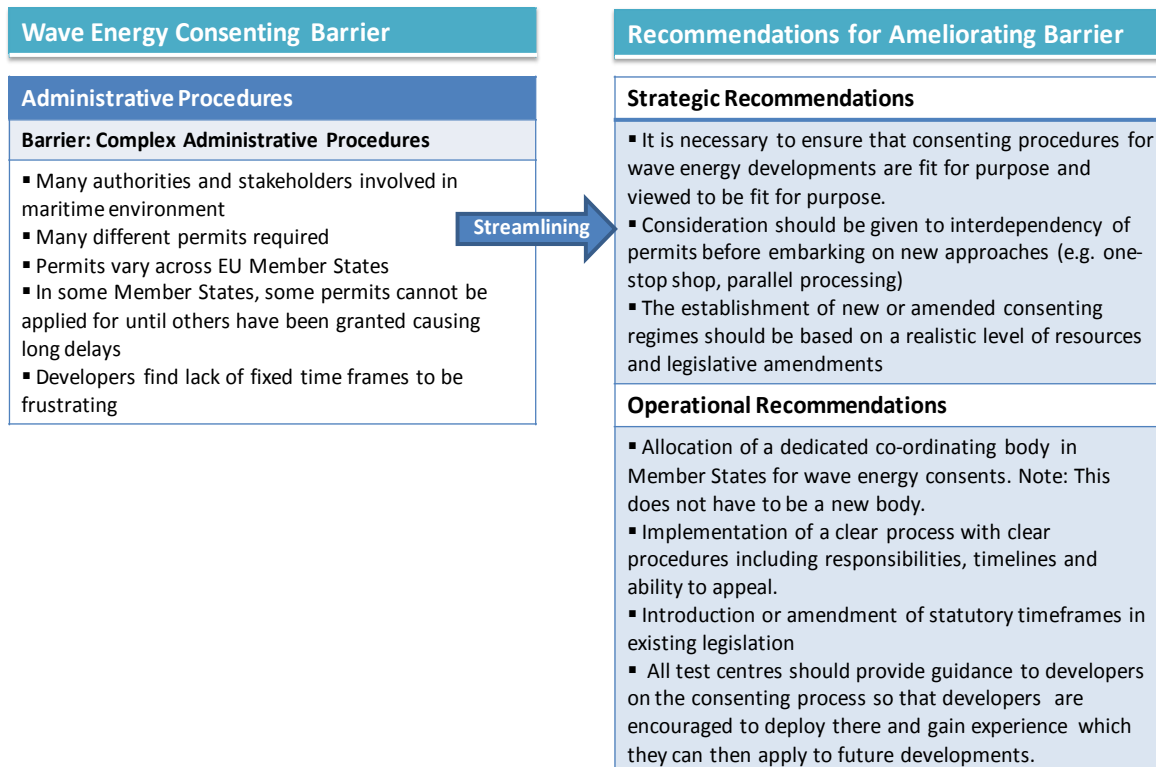 Wave Energy Consenting Barrier
Administrative Procedures
Barrier: Complex Administrative Procedures
▪ Many authorities and stakeholders involved in
maritime environment
▪ Many different permits required
▪ Permits vary across EU Member States
▪ In some Member States, some permits cannot be
applied for until others have been granted causing
long delays
▪ Developers find lack of fixed time frames to be
frustrating
Streamlining
Recommendations for Ameliorating Barrier
Strategic Recommendations
▪ It is necessary to ensure that consenting procedures for
wave energy developments are fit for purpose and
viewed to be fit for purpose.
▪ Consideration should be given to interdependency of
permits before embarking on new approaches (e.g. one-
stop shop, parallel processing)
▪ The establishment of new or amended consenting
regimes should be based on a realistic level of resources
and legislative amendments
Operational Recommendations
▪ Allocation of a dedicated co-ordinating body in
Member States for wave energy consents. Note: This
does not have to be a new body.
▪ Implementation of a clear process with clear
procedures including responsibilities, timelines and
ability to appeal.
▪ Introduction or amendment of statutory timeframes in
existing legislation
▪ All test centres should provide guidance to developers
on the consenting process so that developers are
encouraged to deploy there and gain experience which
they can then apply to future developments.